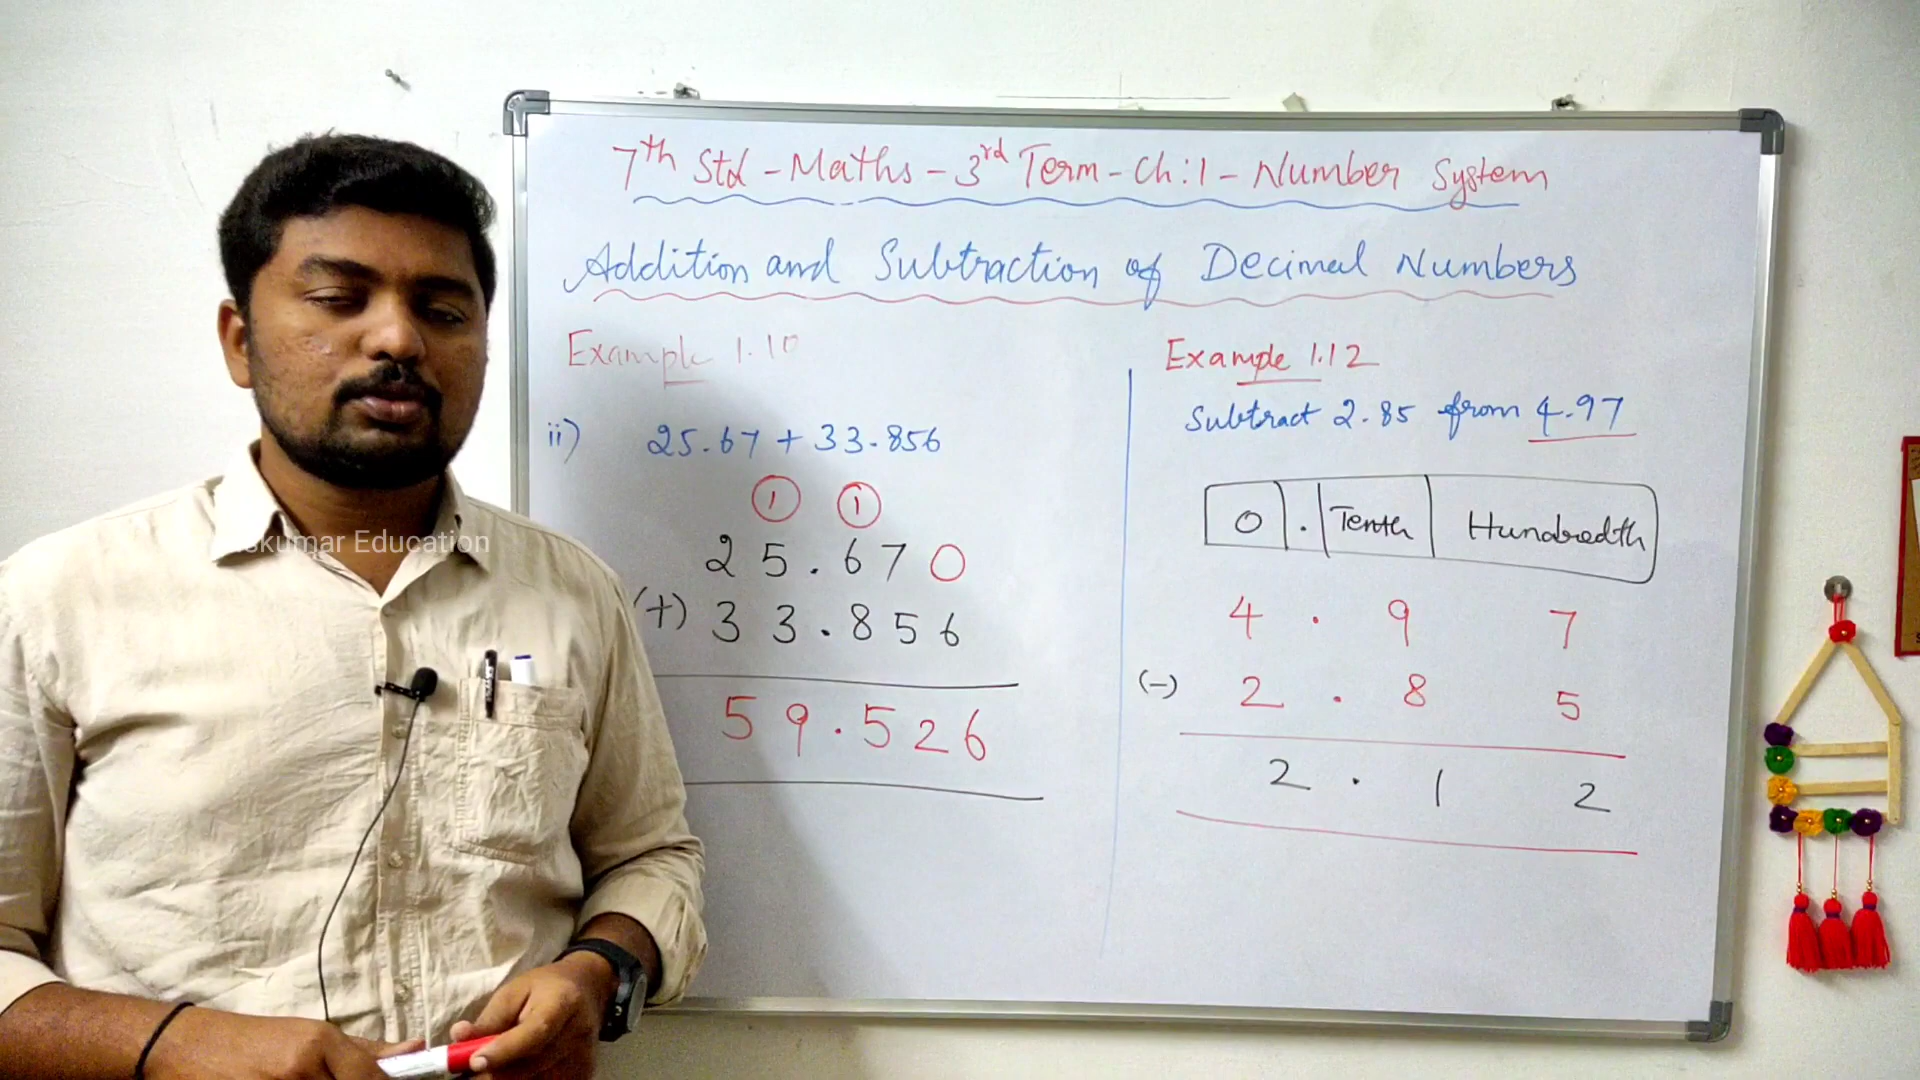 7th Std - Maths - 3rd Term - Ch:1 - Number System
Addition and Subtraction of Decimal Numbers
Example 1.10
ii) 25.67 + 33.856
1 1
25.670
(+) 33.856
59.526
Example 1.12
Subtract 2.85 from 4.97
O . Tenth Hundredth
4 . 9 7
(-) 2 . 8 5
2 . 1 2
Education